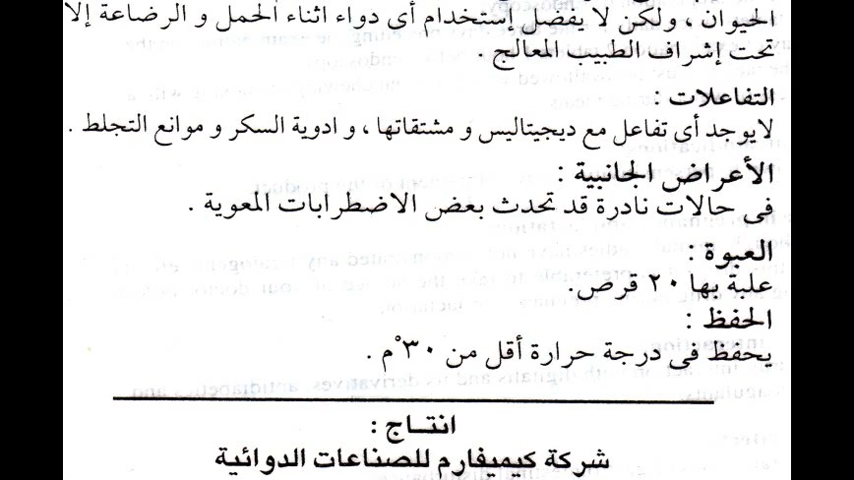 الحيوان ، ولكن لا يفضل إستخدام أى دواء اثناء الحمل و الرضاعة إلا
تحت إشراف الطبيب المعالج .
التفاعلات :
لايوجد أى تفاعل مع ديجيتاليس و مشتقاتها ، و ادوية السكر و موانع التجلط .
الأعراض الجانبية :
فى حالات نادرة قد تحدث بعض الاضطرابات المعوية .
العبوة :
علبة بها ٢٠ قرص.
الحفظ :
يحفظ فى درجة حرارة أقل من ٣٠°م .
انتـاج :
شركة كيميفارم للصناعات الدوائية